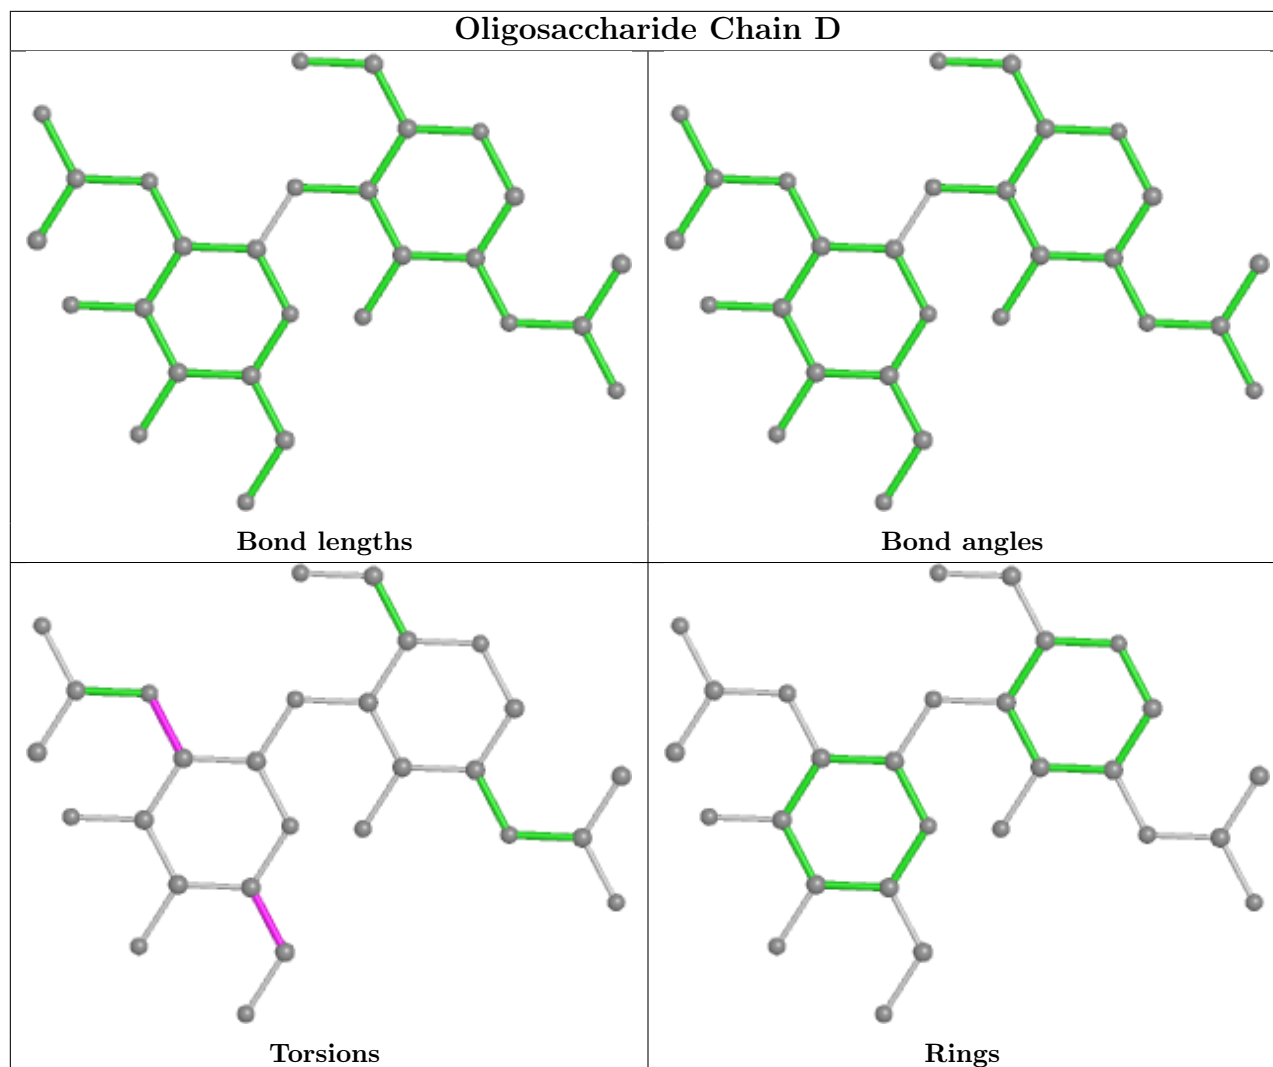 Oligosaccharide Chain D
Bond lengths
Bond angles
Torsions
Rings